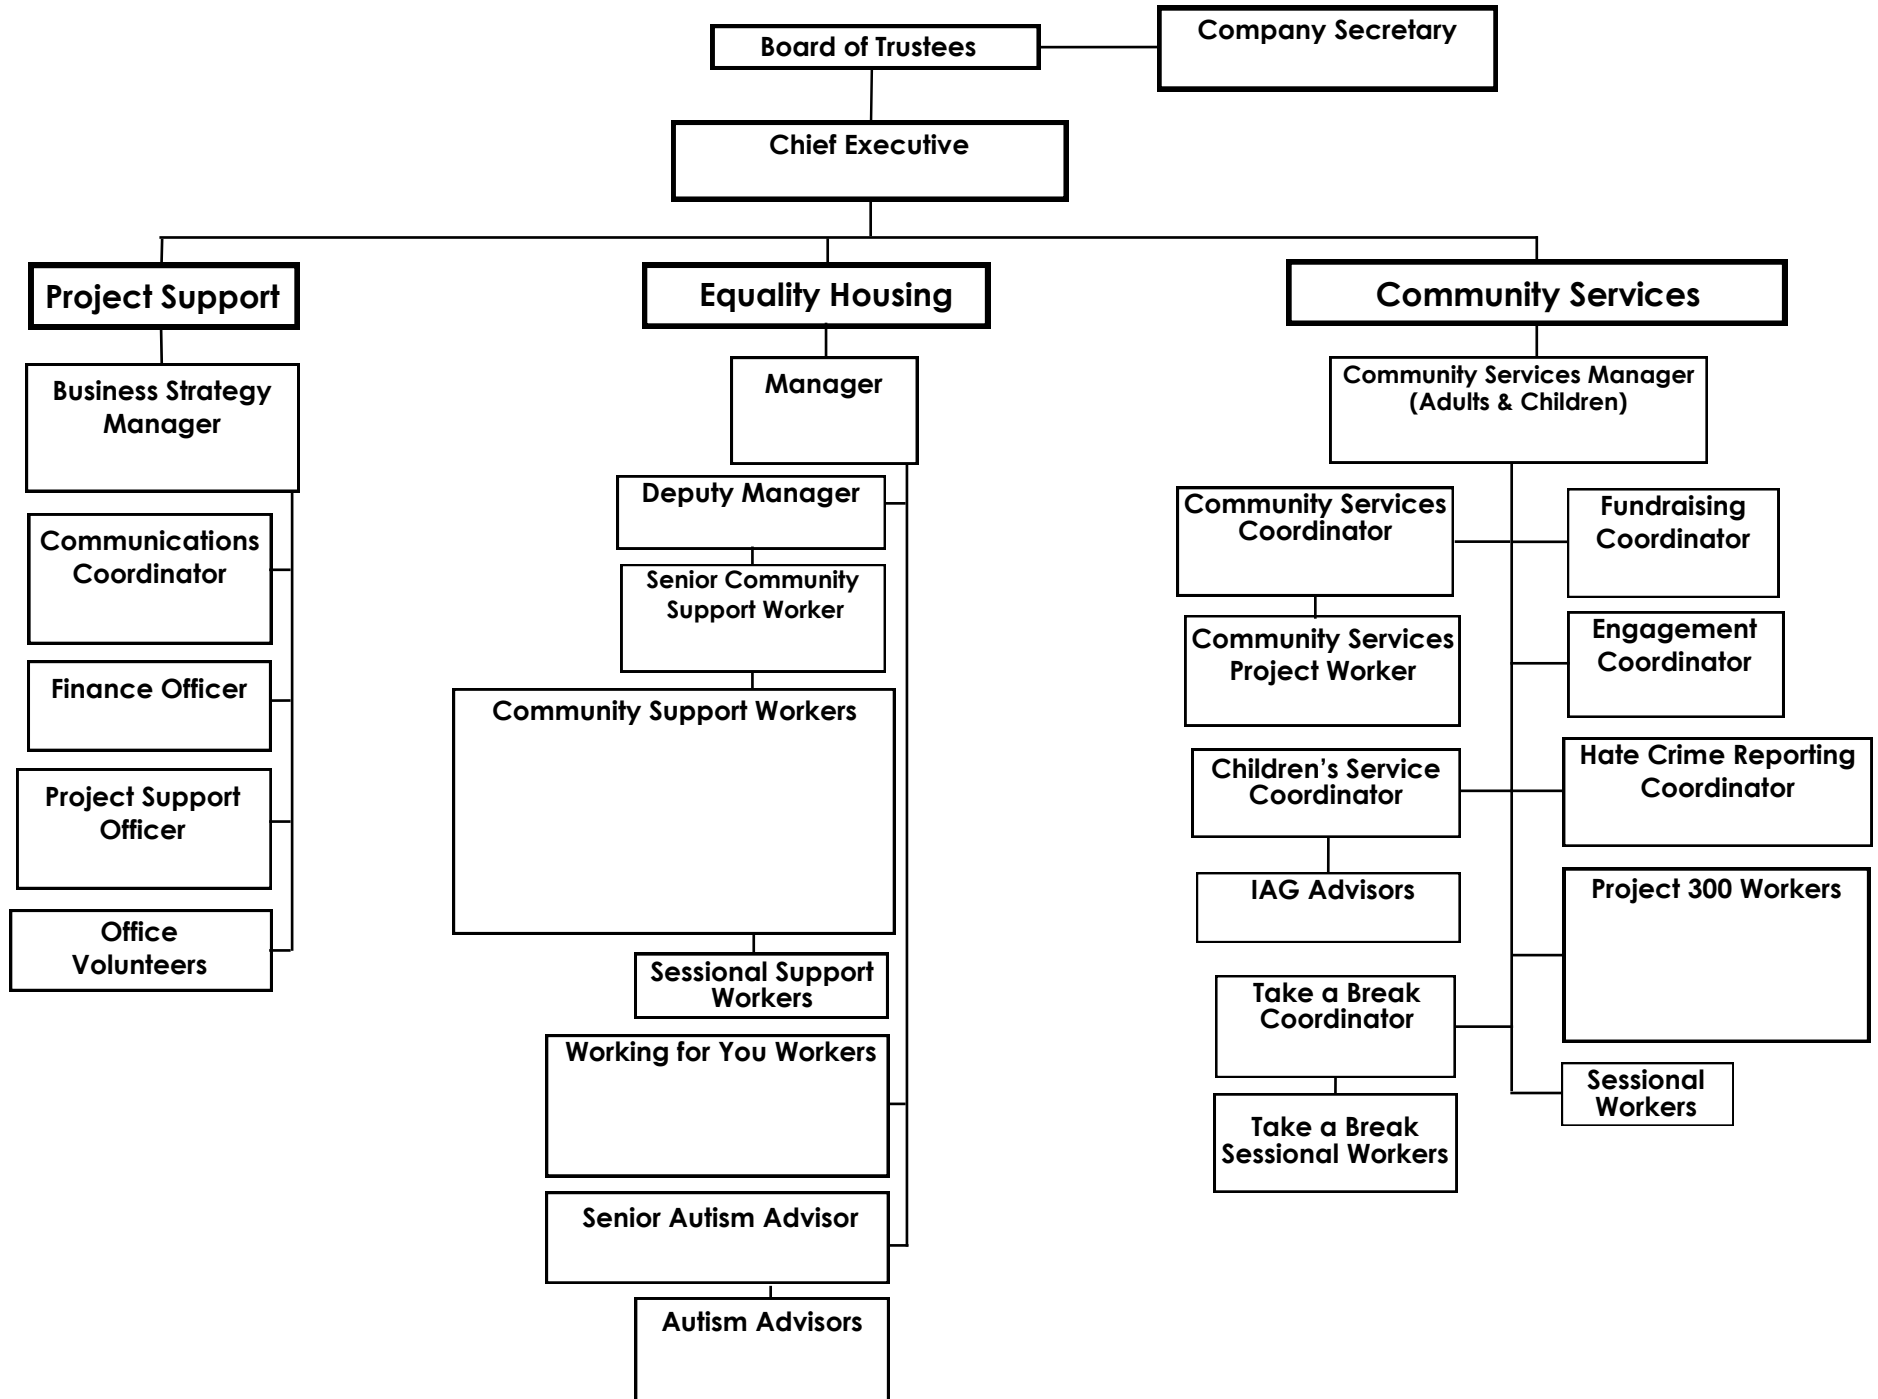 Board of Trustees
Company Secretary
Chief Executive
Project Support
Business Strategy
Manager
Communications
Coordinator
Finance Officer
Project Support
Officer
Office
Volunteers
Equality Housing
Manager
Deputy Manager
Senior Community
Support Worker
Community Support Workers
Sessional Support
Workers
Working for You Workers
Senior Autism Advisor
Autism Advisors
Community Services
Community Services Manager
(Adults & Children)
Community Services
Coordinator
Community Services
Project Worker
Children’s Service
Coordinator
IAG Advisors
Take a Break
Coordinator
Take a Break
Sessional Workers
Fundraising
Coordinator
Engagement
Coordinator
Hate Crime Reporting
Coordinator
Project 300 Workers
Sessional
Workers